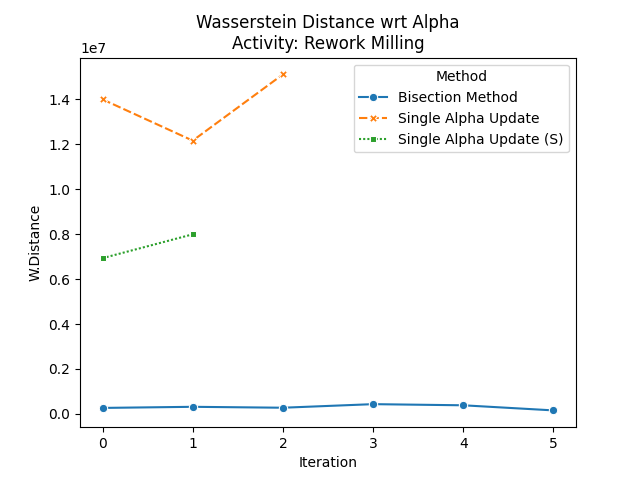 Wasserstein Distance wrt Alpha
Activity: Rework Milling
1e7
Method
Bisection Method
Single Alpha Update
Single Alpha Update (S)
1.4
1.2
1.0
0.8
0.6
0.4
0.2
0.0
W.Distance
0 1 2 3 4 5
Iteration